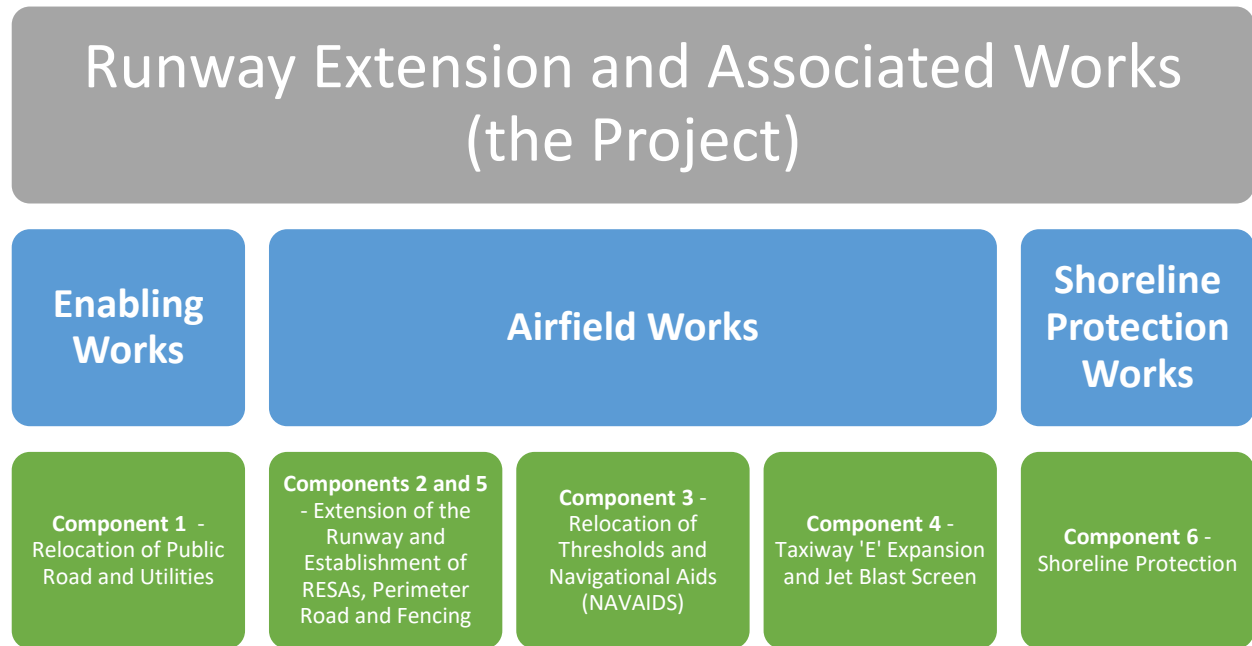 Runway Extension and Associated Works
(the Project)
Enabling
Works
Airfield Works
Shoreline
Protection
Works
Component 1 -
Relocation of Public
Road and Utilities
Components 2 and 5
- Extension of the
Runway and
Establishment of
RESAs, Perimeter
Road and Fencing
Component 3 -
Relocation of
Thresholds and
Navigational Aids
(NAVAIDS)
Component 4 -
Taxiway 'E' Expansion
and Jet Blast Screen
Component 6 -
Shoreline Protection